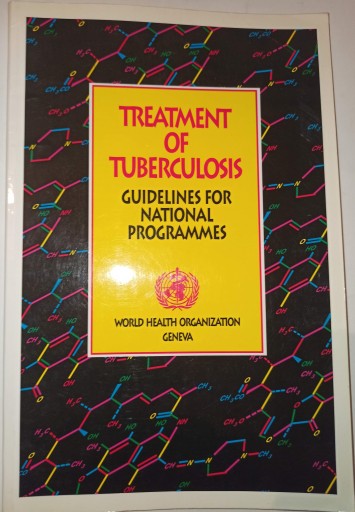 TREATMENT
OF
TUBERCULOSIS
GUIDELINES FOR
NATIONAL
PROGRAMMES
WORLD HEALTH ORGANIZATION
GENEVA